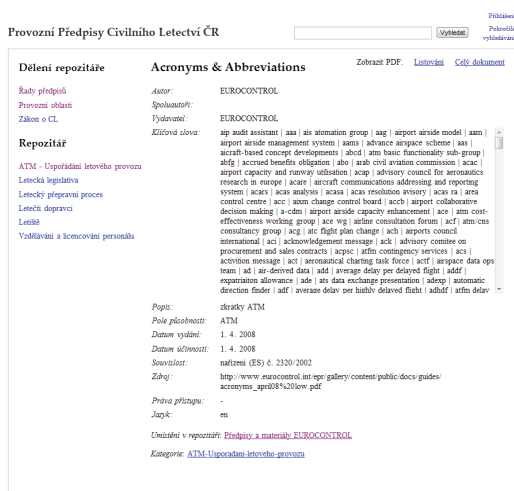 Přihlášení
Provozní Předpisy Civilního Letectví ČR
Vyhledat
Pokročilé
vyhledávání
Dělení repozitáře
Řady předpisů
Provozní oblasti
Zákon o CL
Repozitář
ATM - Uspořádání letového provozu
Letecká legislativa
Letecký přepravní proces
Letečtí dopravci
Letiště
Vzdělávání a licencování personálu
Acronyms & Abbreviations
Zobrazit PDF: Listování Celý dokument
Autor: EUROCONTROL
Spoluautoři:
Vydavatel: EUROCONTROL
Klíčová slova: aip audit assistant | aaa | ais atomation group | aag | airport airside model | aam |
airport airside management system | aams | advance airspace scheme | aas |
aicraft-based concept developments | abcd | atm basic functionality sub-group |
abfg | accrued benefits obligation | abo | arab civil aviation commission | acac |
airport capacity and runway utilisation | acap | advisory council for aeronautics
research in europe | acare | aircraft communications addressing and reporting
system | acars | acas analysis | acasa | acas resolution avisory | acas ra | area
control centre | acc | aixm change control board | accb | airport collaborative
decision making | a-cdm | airport airside capacity enhancement | ace | atm cost-
effectiveness working group | ace wg | airline consultation forum | acf | atm/cns
consultancy group | acg | atc flight plan change | ach | airports council
international | aci | acknowledgement message | ack | advisory comitee on
procurement and sales contracts | acpsc | atfm contingency services | acs |
activition message | act | aeronautical charting task force | actf | airspace data ops
team | ad | air-derived data | add | average delay per delayed flight | addf |
expatriaiton allowance | ade | ats data exchange presentation | adexp | automatic
direction finder | adf | average delay per highly delayed flight | adhdf | atfm delay
Popis: zkratky ATM
Pole působnosti: ATM
Datum vydání: 1. 4. 2008
Datum účinnosti: 1. 4. 2008
Souvislost: nařízení (ES) č. 2320/2002
Zdroj: http://www.eurocontrol.int/epr/gallery/content/public/docs/guides/
acronyms_april08%20low.pdf
Práva přístupu: -
Jazyk: en
Umístění v repozitáři: Předpisy a materiály EUROCONTROL
Kategorie: ATM-Usporadani-letoveho-provozu